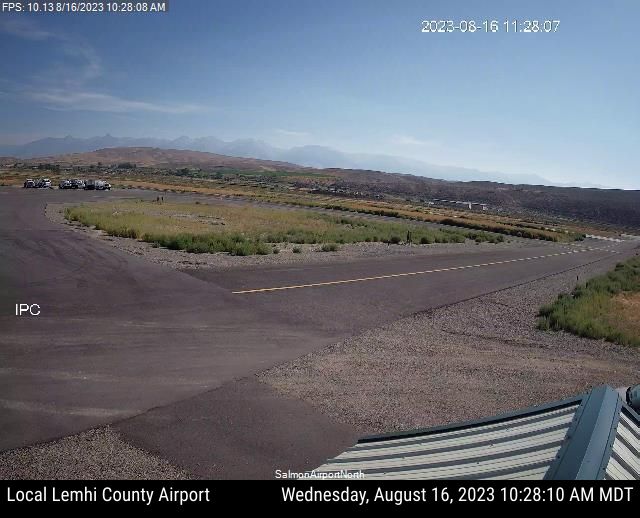 FPS: 10.13 8/16/2023 10:28:08 AM
2023-08-16 11:28:07
IPC
SalmonAirportNorth
Local Lemhi County Airport Wednesday, August 16, 2023 10:28:10 AM MDT